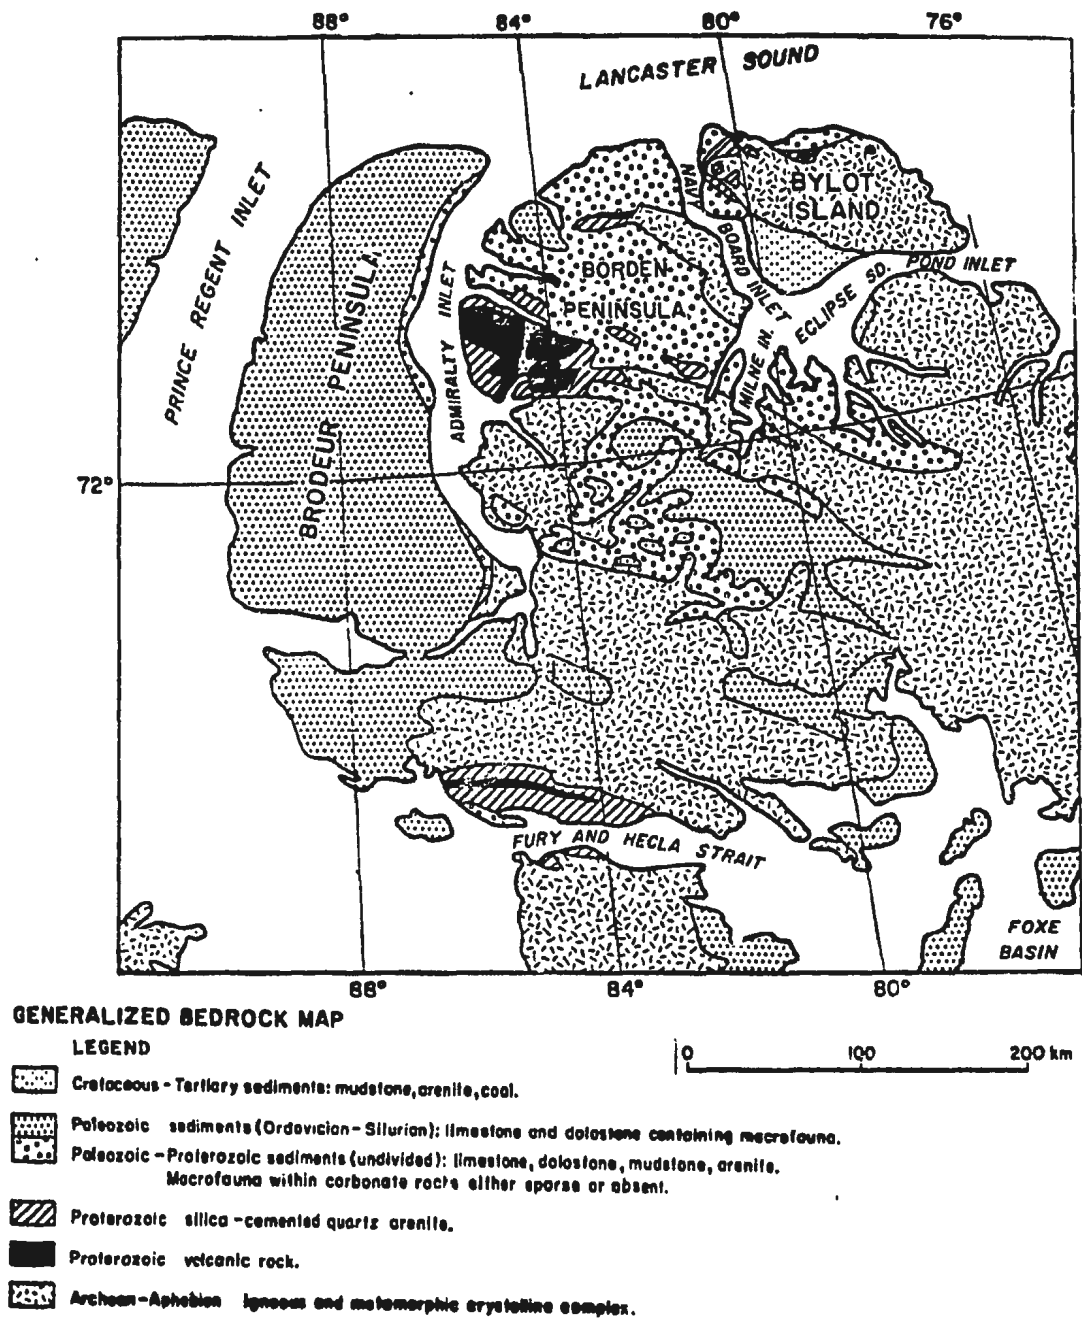 88° 84° 80° 76°
LANCASTER SOUND
PRINCE REGENT INLET
BRODEUR PENINSULA
ADMIRALTY INLET
BORDEN
PENINSULA
NAVY BOARD INLET
BYLOT
ISLAND
ECLIPSE SD.
POND INLET
MILNE IN.
72°
FURY AND HECLA STRAIT
FOXE
BASIN
88° 84° 80°
GENERALIZED BEDROCK MAP
LEGEND
0 100 200 km
Cretaceous - Tertiary sediments: mudstone, arenite, coal.
Paleozoic sediments (Ordovician - Silurian): limestone and dolostone containing macrofauna.
Paleozoic - Proterozoic sediments (undivided): limestone, dolostone, mudstone, arenite.
Macrofauna within carbonate rocks either sparse or absent.
Proterozoic silica - cemented quartz arenite.
Proterozoic volcanic rock.
Archean - Aphebian igneous and metamorphic crystalline complex.